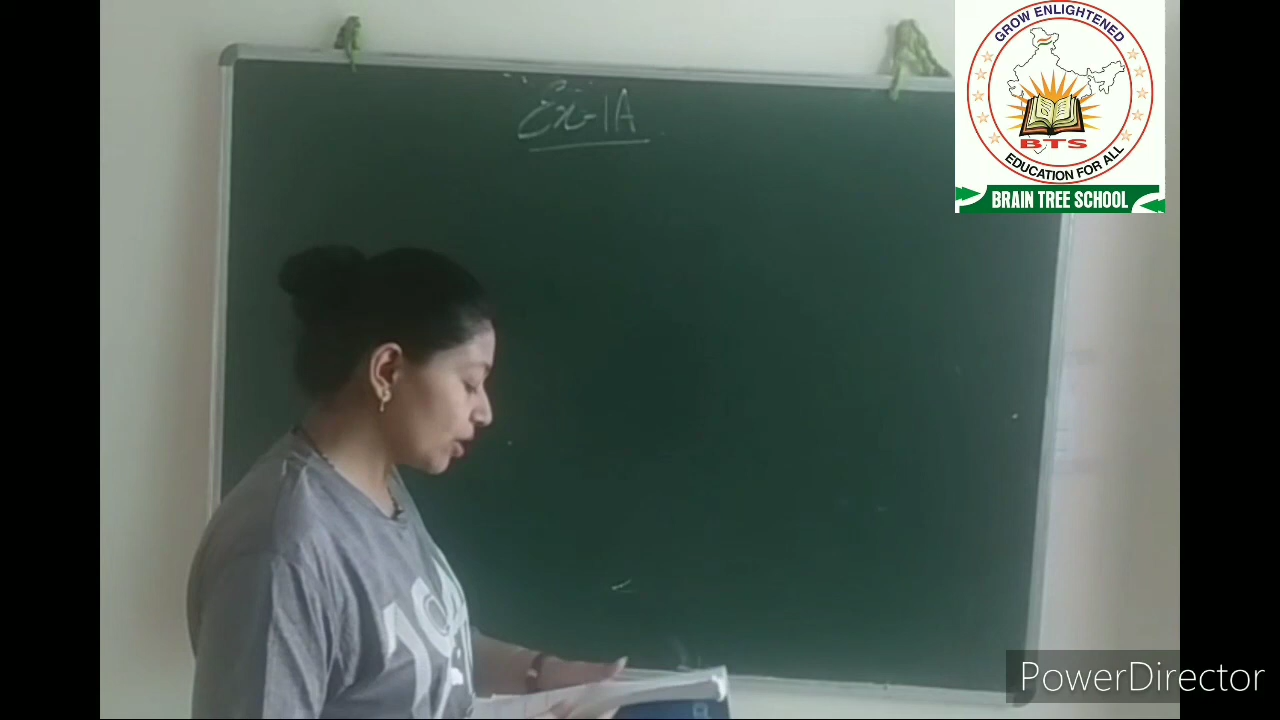 Ex-1A
GROW ENLIGHTENED
BTS
EDUCATION FOR ALL
BRAIN TREE SCHOOL
PowerDirector